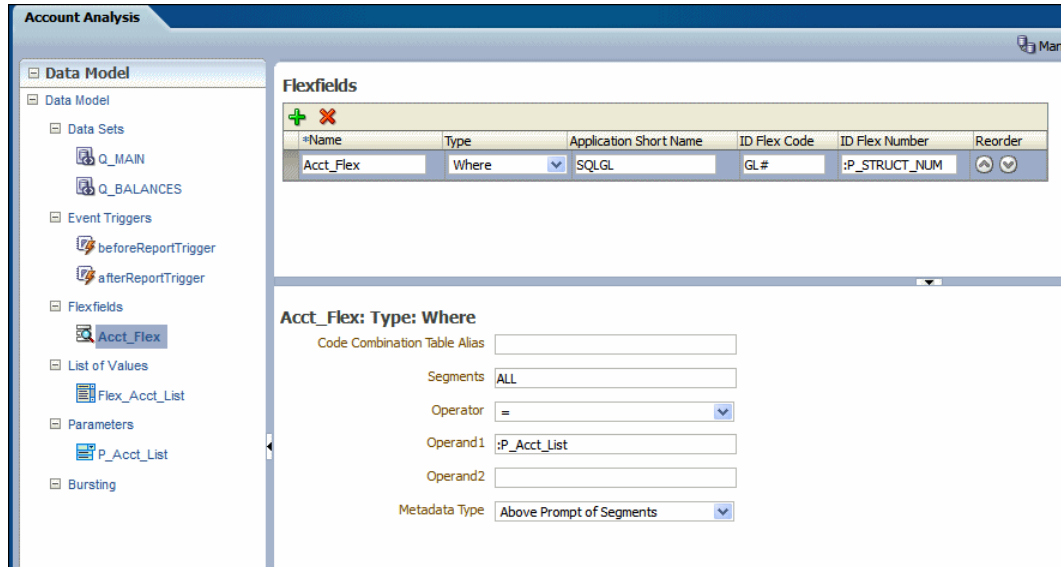 Account Analysis
Mar
Data Model
Data Model
Data Sets
Q_MAIN
Q_BALANCES
Event Triggers
beforeReportTrigger
afterReportTrigger
Flexfields
Acct_Flex
List of Values
Flex_Acct_List
Parameters
P_Acct_List
Bursting
Flexfields
*Name Type Application Short Name ID Flex Code ID Flex Number Reorder
Acct_Flex Where SQLGL GL# :P_STRUCT_NUM
Acct_Flex: Type: Where
Code Combination Table Alias
Segments ALL
Operator =
Operand1 :P_Acct_List
Operand2
Metadata Type Above Prompt of Segments